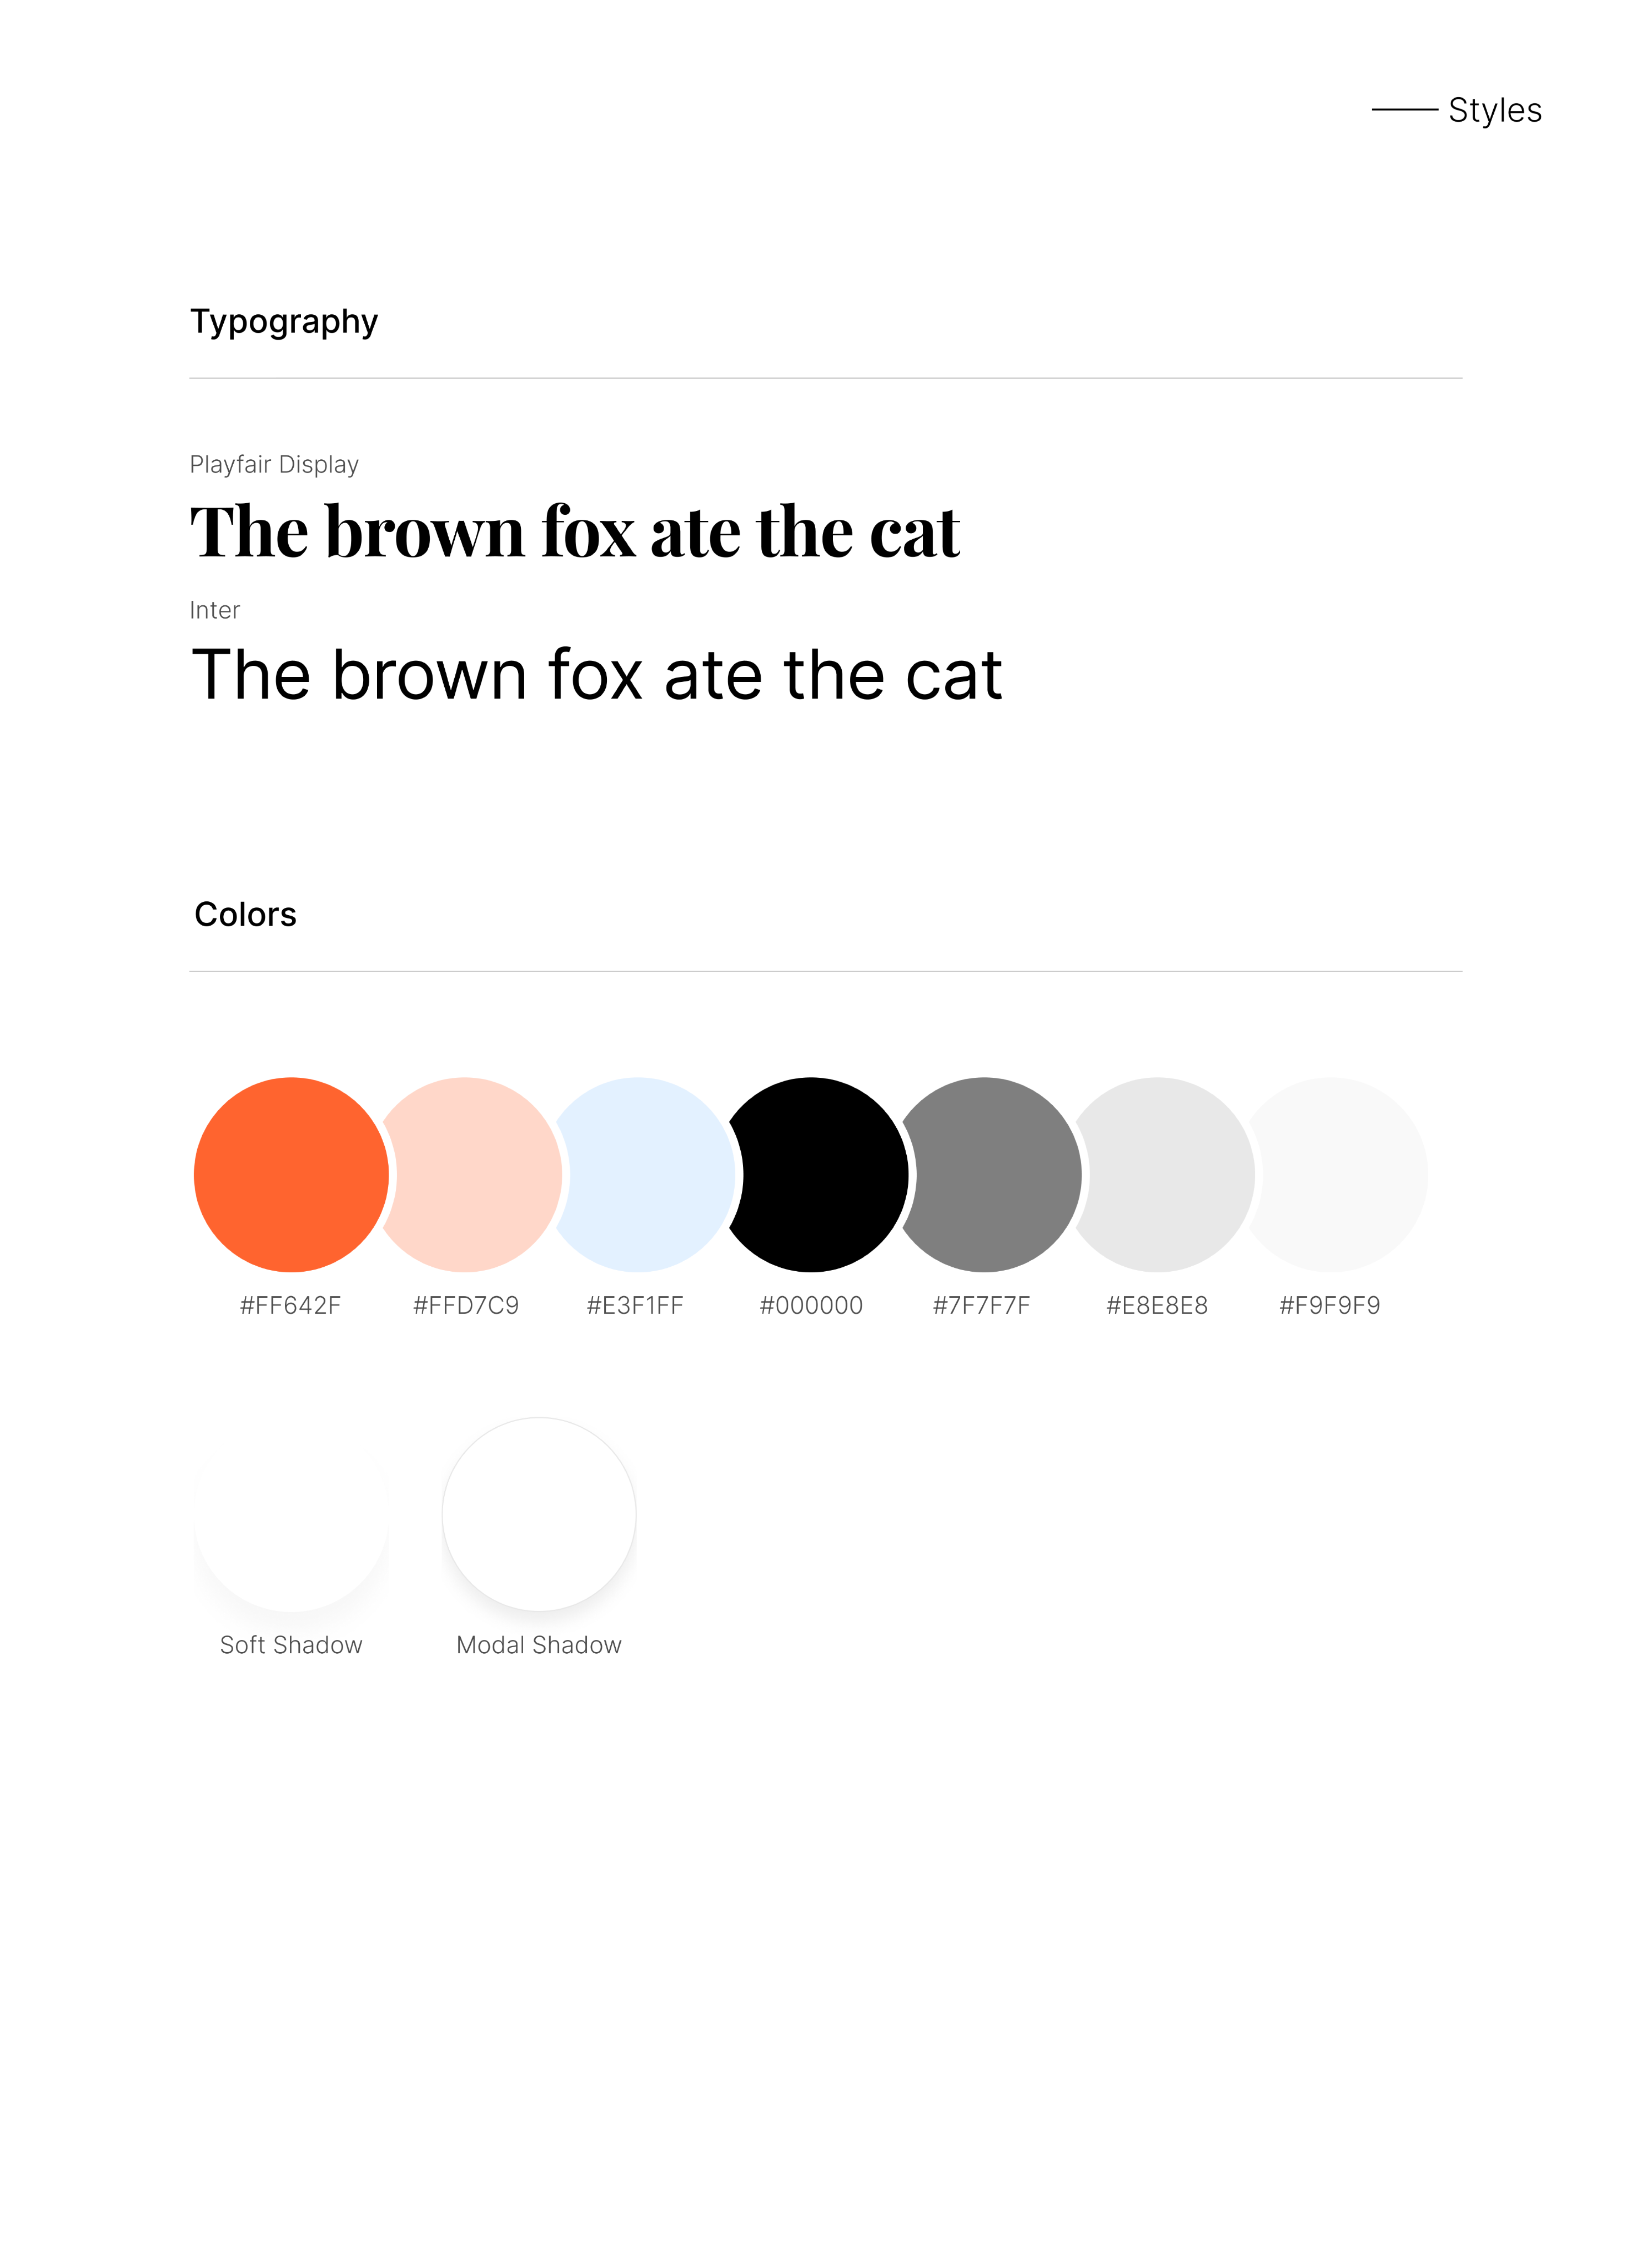 Styles
Typography
Playfair Display
The brown fox ate the cat
Inter
The brown fox ate the cat
Colors
#FF642F #FFD7C9 #E3F1FF #000000 #7F7F7F #E8E8E8 #F9F9F9
Soft Shadow Modal Shadow